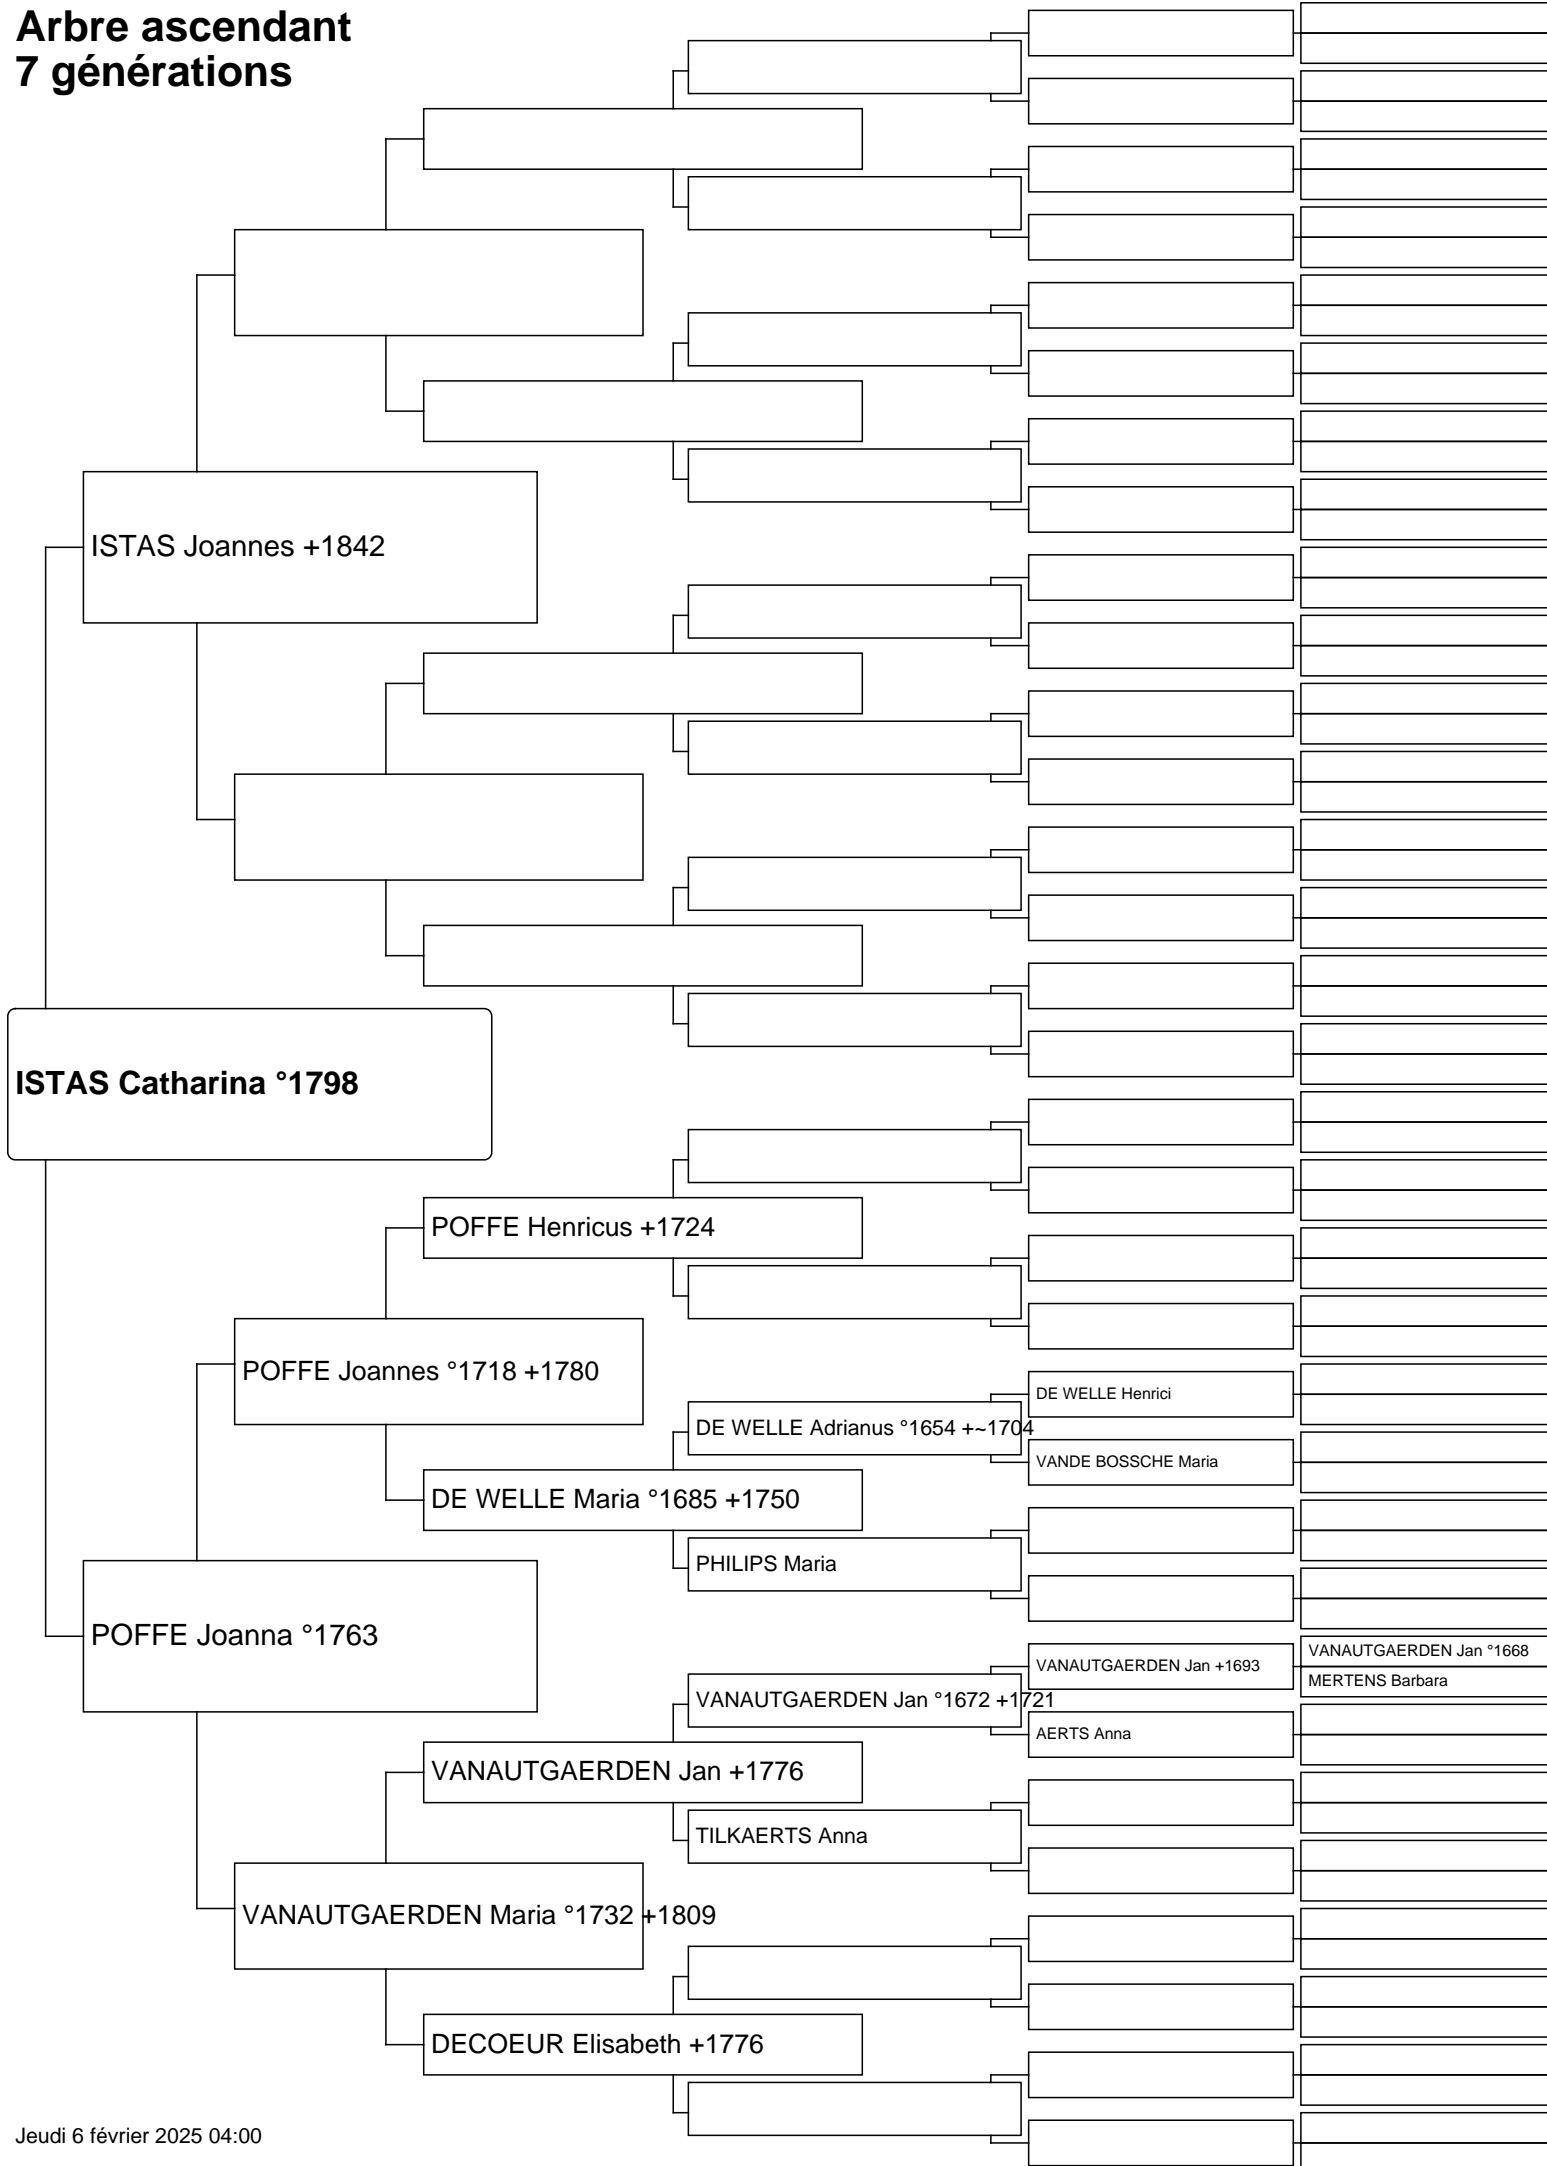 Arbre ascendant
7 générations
ISTAS Joannes +1842
ISTAS Catharina °1798
POFFE Henricus +1724
POFFE Joannes °1718 +1780
DE WELLE Henrici
DE WELLE Adrianus °1654 +~1704
VANDE BOSSCHE Maria
DE WELLE Maria °1685 +1750
PHILIPS Maria
POFFE Joanna °1763
VANAUTGAERDEN Jan °1668
VANAUTGAERDEN Jan +1693
MERTENS Barbara
VANAUTGAERDEN Jan °1672 +1721
AERTS Anna
VANAUTGAERDEN Jan +1776
TILKAERTS Anna
VANAUTGAERDEN Maria °1732 +1809
DECOEUR Elisabeth +1776
Jeudi 6 février 2025 04:00